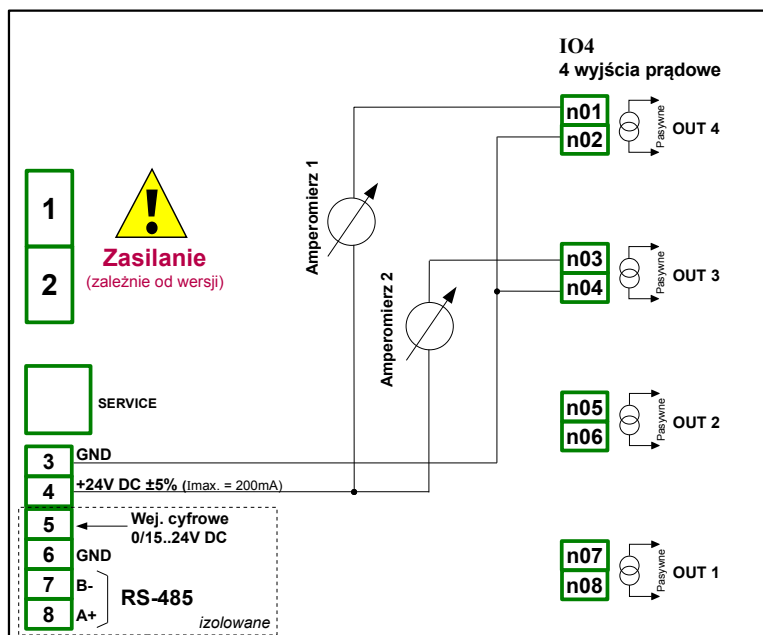 IO4
4 wyjścia prądowe
n01
n02
Pasywne
OUT 4
Amperomierz 1
1
2
Zasilanie
(zależnie od wersji)
n03
n04
Pasywne
OUT 3
Amperomierz 2
SERVICE
n05
n06
Pasywne
OUT 2
3 GND
4 +24V DC ±5% (Imax. = 200mA)
5 Wej. cyfrowe
0/15..24V DC
6 GND
7 B-
8 A+
RS-485
izolowane
n07
n08
Pasywne
OUT 1